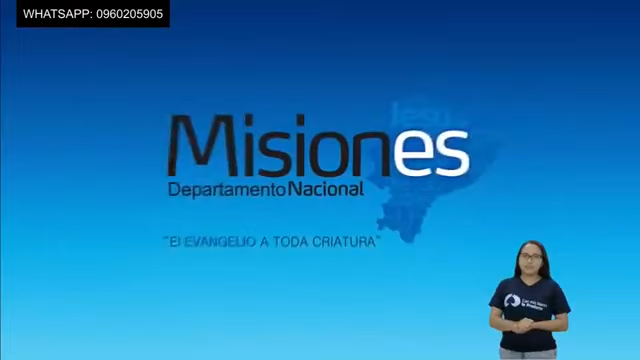 WHATSAPP: 0960205905
Misiones
Departamento Nacional
"El EVANGELIO A TODA CRIATURA"